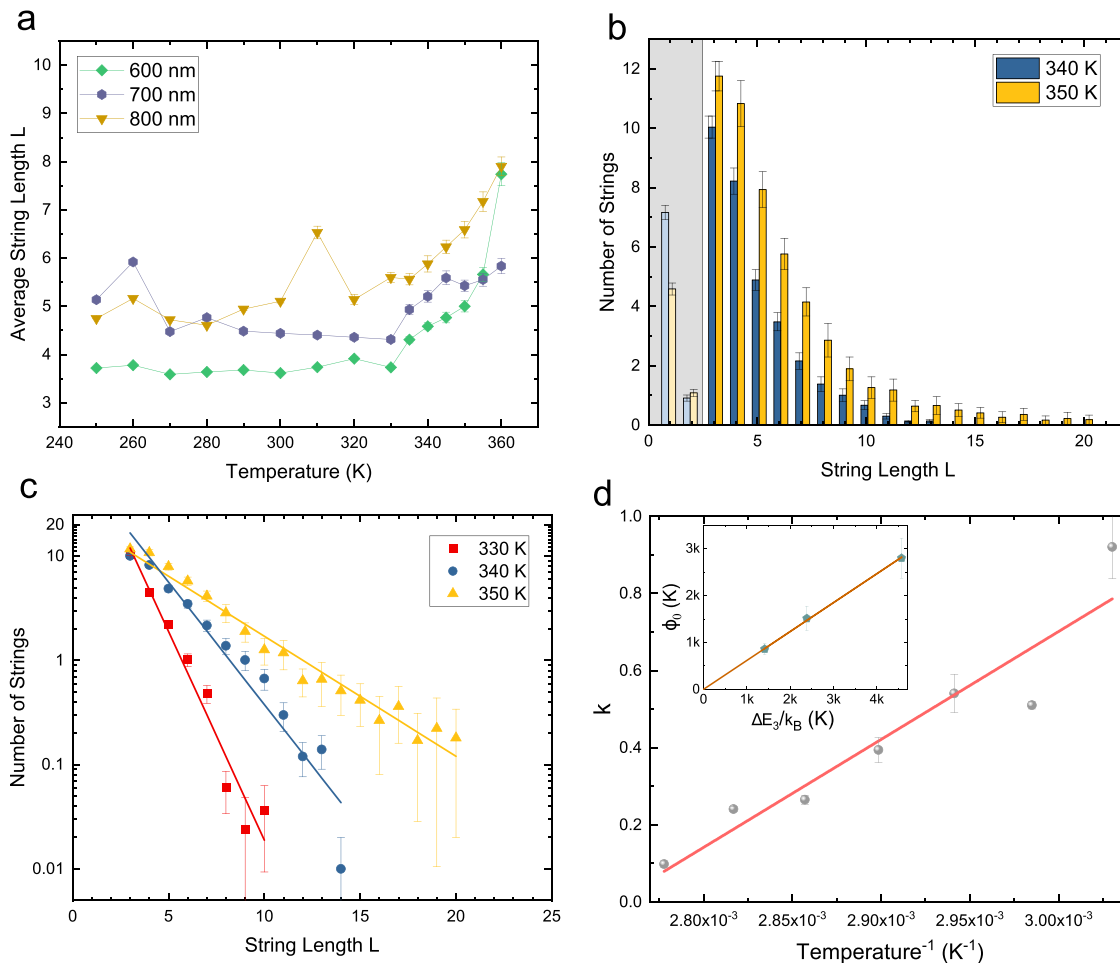 a
10
9
8
7
6
5
4
3
240
260
280
300
320
340
360
Average String Length L
Temperature (K)
600 nm
700 nm
800 nm
b
12
10
8
6
4
2
0
0
5
10
15
20
Number of Strings
String Length L
340 K
350 K
c
20
10
1
0.1
0.01
0
5
10
15
20
25
Number of Strings
String Length L
330 K
340 K
350 K
d
1.0
0.8
0.6
0.4
0.2
0.0
2.80x10⁻³
2.85x10⁻³
2.90x10⁻³
2.95x10⁻³
3.00x10⁻³
k
Temperature⁻¹ (K⁻¹)
3k
2k
1k
0
0
1k
2k
3k
4k
ϕ₀ (K)
ΔE₃/k_B (K)